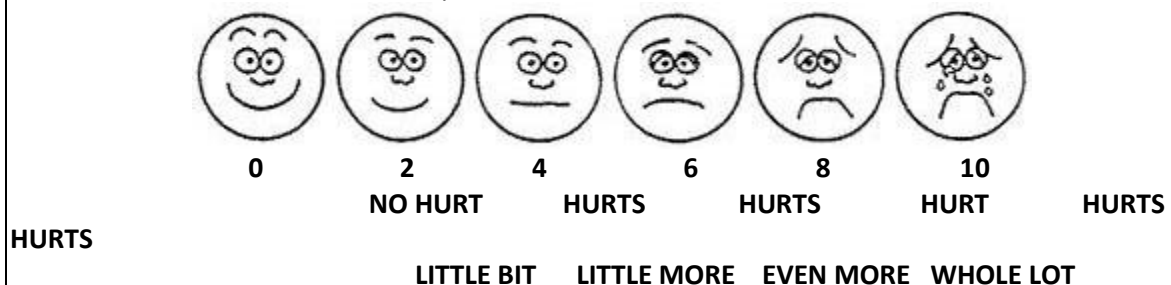 0 2 4 6 8 10
NO HURT HURTS HURTS HURT HURTS
HURTS
LITTLE BIT LITTLE MORE EVEN MORE WHOLE LOT